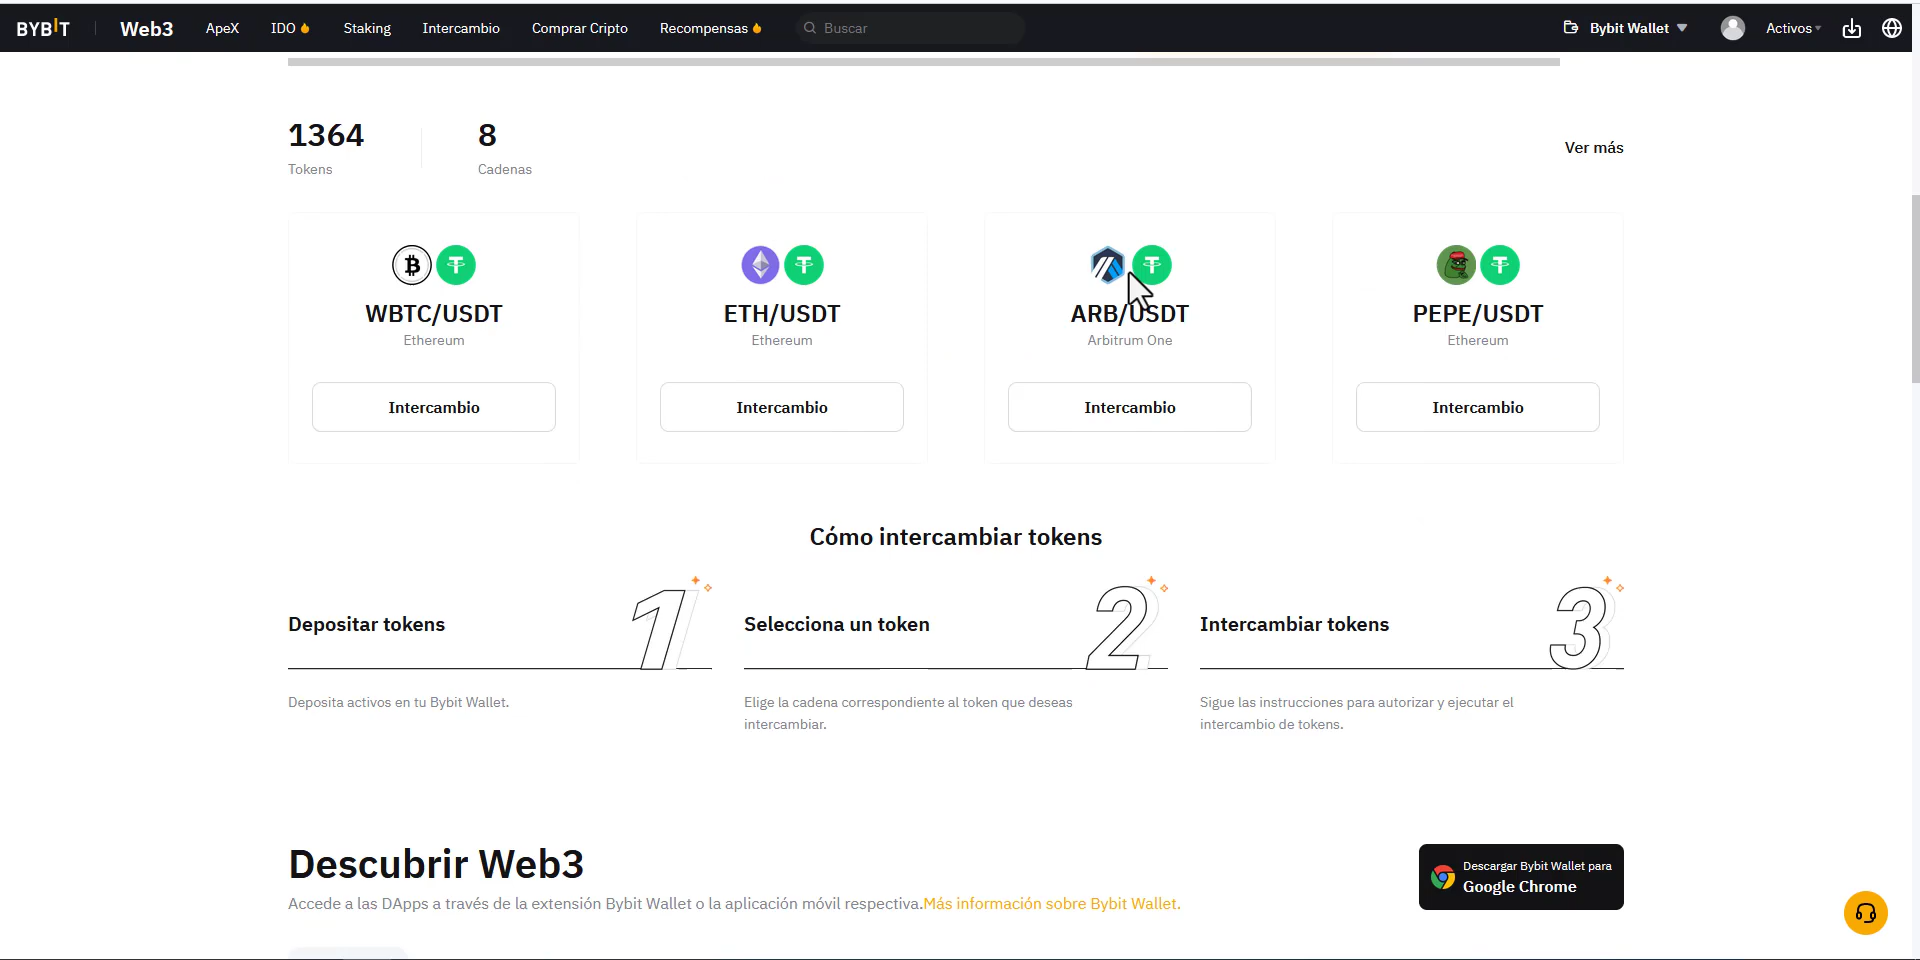 BYBIT Web3 ApeX IDO Staking Intercambio Comprar Cripto Recompensas Buscar Bybit Wallet Activos
1364 8
Tokens Cadenas
Ver más
WBTC/USDT ETH/USDT ARB/USDT PEPE/USDT
Ethereum Ethereum Arbitrum One Ethereum
Intercambio Intercambio Intercambio Intercambio
Cómo intercambiar tokens
Depositar tokens 1
Deposita activos en tu Bybit Wallet.
Selecciona un token 2
Elige la cadena correspondiente al token que deseas
intercambiar.
Intercambiar tokens 3
Sigue las instrucciones para autorizar y ejecutar el
intercambio de tokens.
Descubrir Web3
Accede a las DApps a través de la extensión Bybit Wallet o la aplicación móvil respectiva.Más información sobre Bybit Wallet.
Descargar Bybit Wallet para
Google Chrome